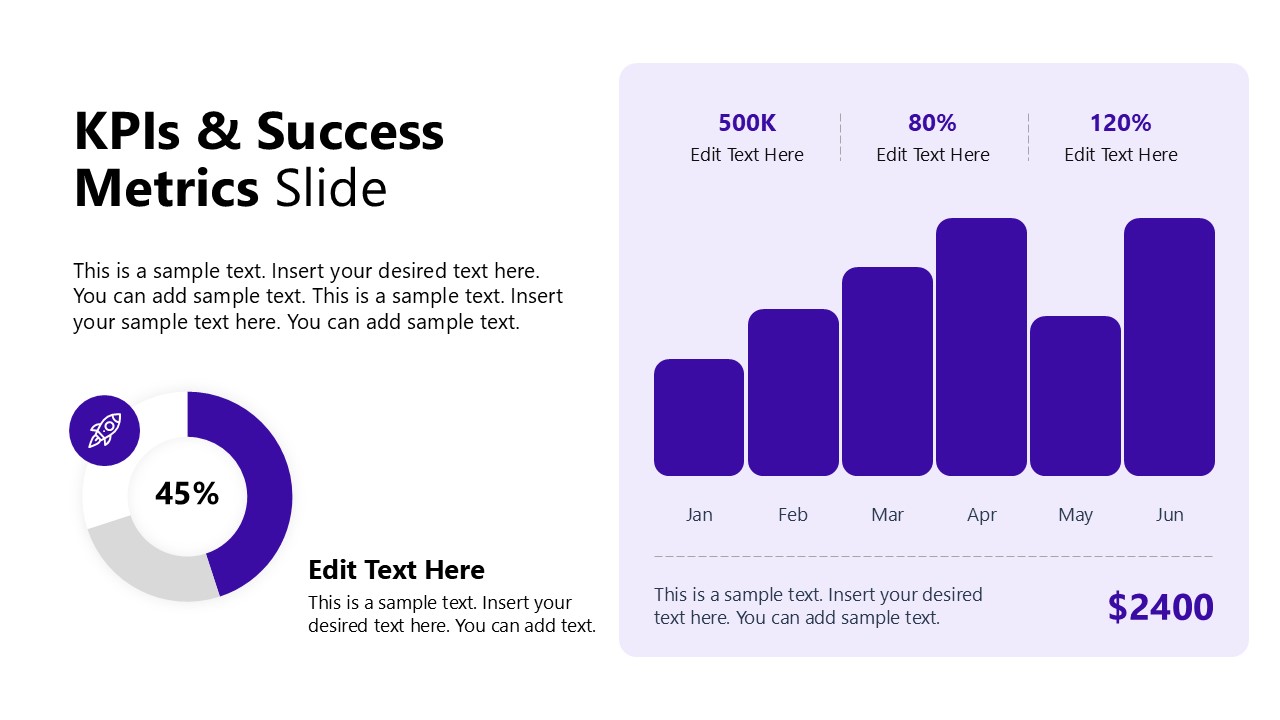 KPIs & Success
Metrics Slide
This is a sample text. Insert your desired text here.
You can add sample text. This is a sample text. Insert
your sample text here. You can add sample text.
45%
Edit Text Here
This is a sample text. Insert your
desired text here. You can add text.
500K
Edit Text Here
80%
Edit Text Here
120%
Edit Text Here
Jan
Feb
Mar
Apr
May
Jun
This is a sample text. Insert your desired
text here. You can add sample text.
$2400